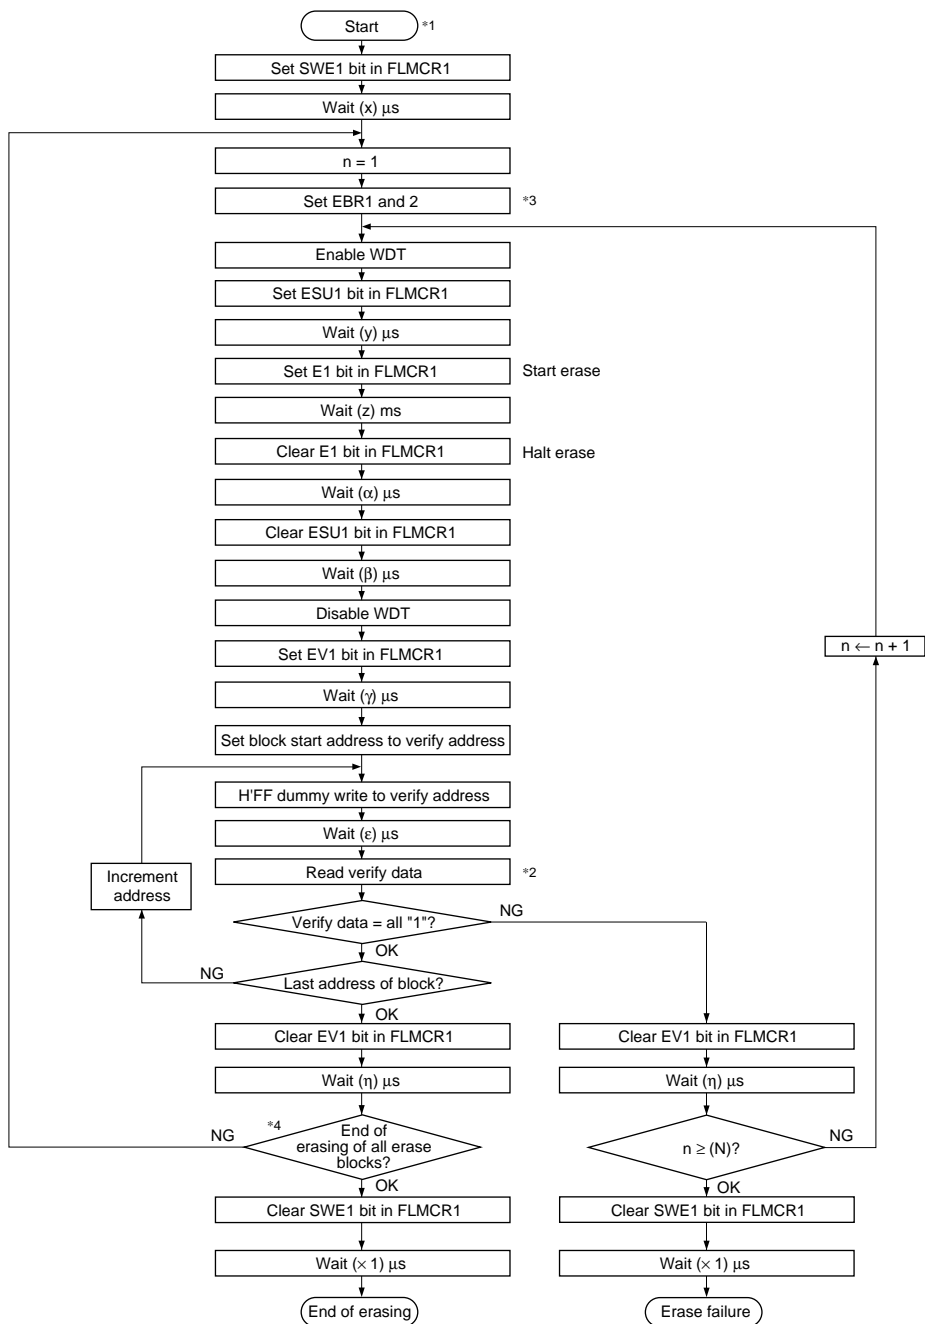 Start *1
Set SWE1 bit in FLMCR1
Wait (x) μs
n = 1
Set EBR1 and 2 *3
Enable WDT
Set ESU1 bit in FLMCR1
Wait (y) μs
Set E1 bit in FLMCR1 Start erase
Wait (z) ms
Clear E1 bit in FLMCR1 Halt erase
Wait (α) μs
Clear ESU1 bit in FLMCR1
Wait (β) μs
Disable WDT
n ← n + 1
Set EV1 bit in FLMCR1
Wait (γ) μs
Set block start address to verify address
H'FF dummy write to verify address
Wait (ε) μs
Increment
address
Read verify data *2
Verify data = all "1"? NG
OK
NG Last address of block?
OK
Clear EV1 bit in FLMCR1 Clear EV1 bit in FLMCR1
Wait (η) μs Wait (η) μs
NG *4 End of
erasing of all erase
blocks?
n ≥ (N)? NG
OK OK
Clear SWE1 bit in FLMCR1 Clear SWE1 bit in FLMCR1
Wait (× 1) μs Wait (× 1) μs
End of erasing Erase failure